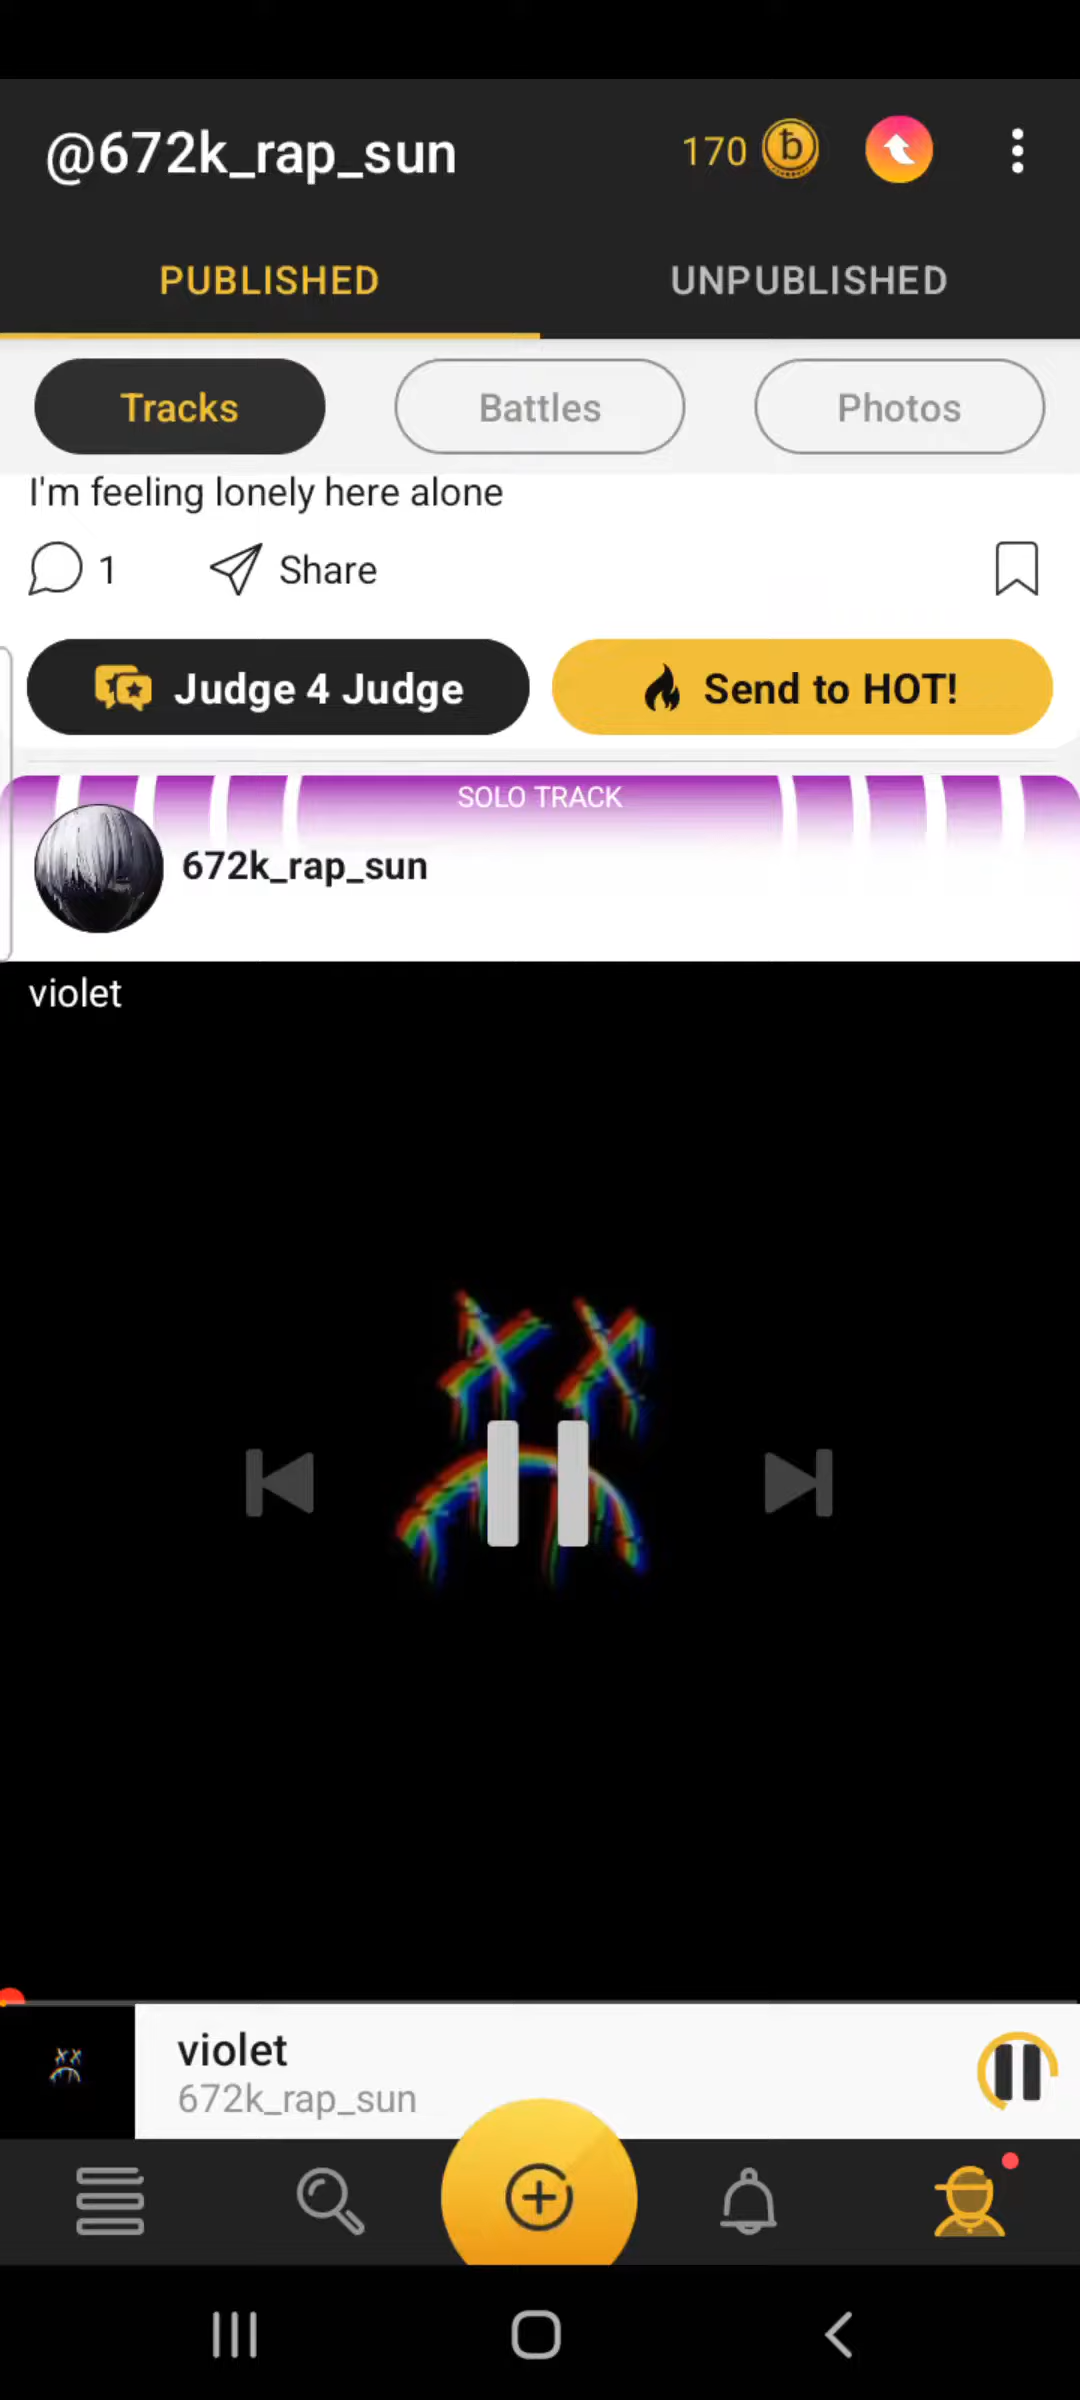 @672k_rap_sun
170
PUBLISHED
UNPUBLISHED
Tracks
Battles
Photos
I'm feeling lonely here alone
1
Share
Judge 4 Judge
Send to HOT!
SOLO TRACK
672k_rap_sun
violet
violet
672k_rap_sun